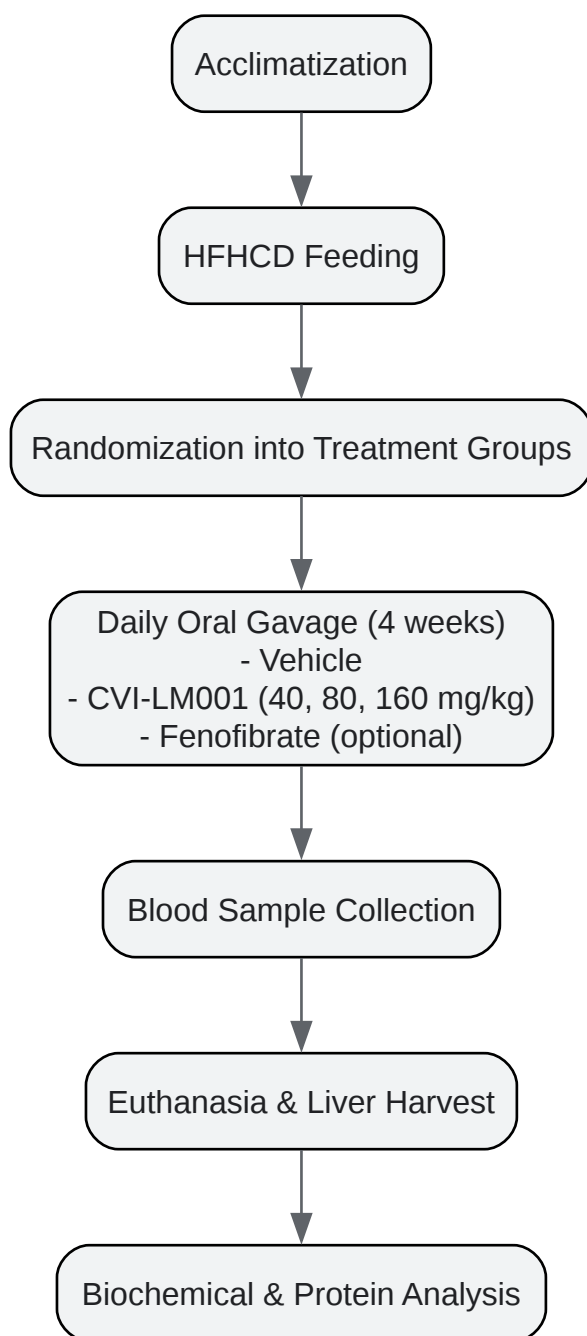 Acclimatization
HFHCD Feeding
Randomization into Treatment Groups
Daily Oral Gavage (4 weeks)
- Vehicle
- CVI-LM001 (40, 80, 160 mg/kg)
- Fenofibrate (optional)
Blood Sample Collection
Euthanasia & Liver Harvest
Biochemical & Protein Analysis